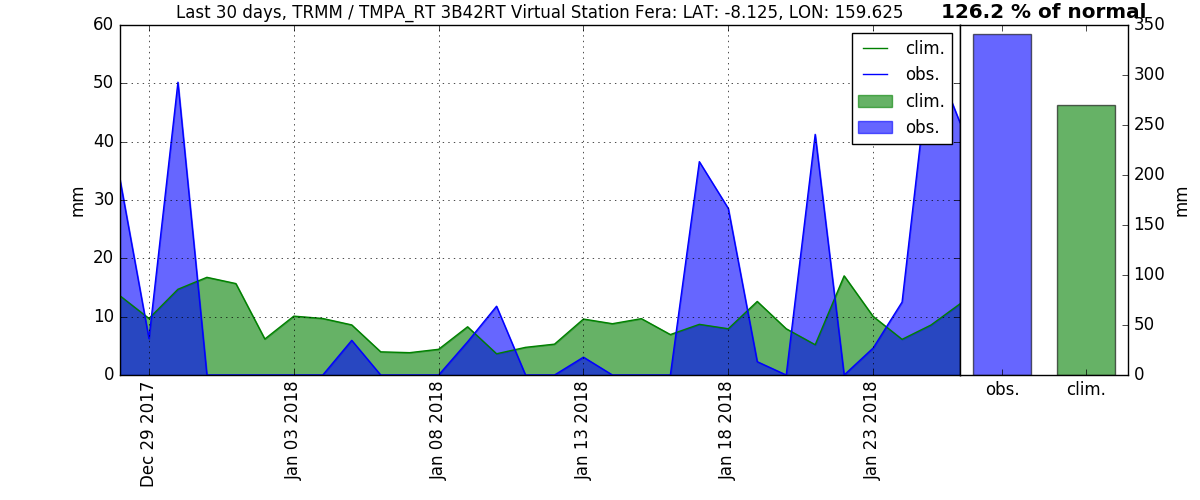 Last 30 days, TRMM / TMPA_RT 3B42RT Virtual Station Fera: LAT: -8.125, LON: 159.625
126.2 % of normal
60
50
40
30
20
10
0
mm
clim.
obs.
clim.
obs.
350
300
250
200
150
100
50
0
mm
Dec 29 2017
Jan 03 2018
Jan 08 2018
Jan 13 2018
Jan 18 2018
Jan 23 2018
obs.
clim.